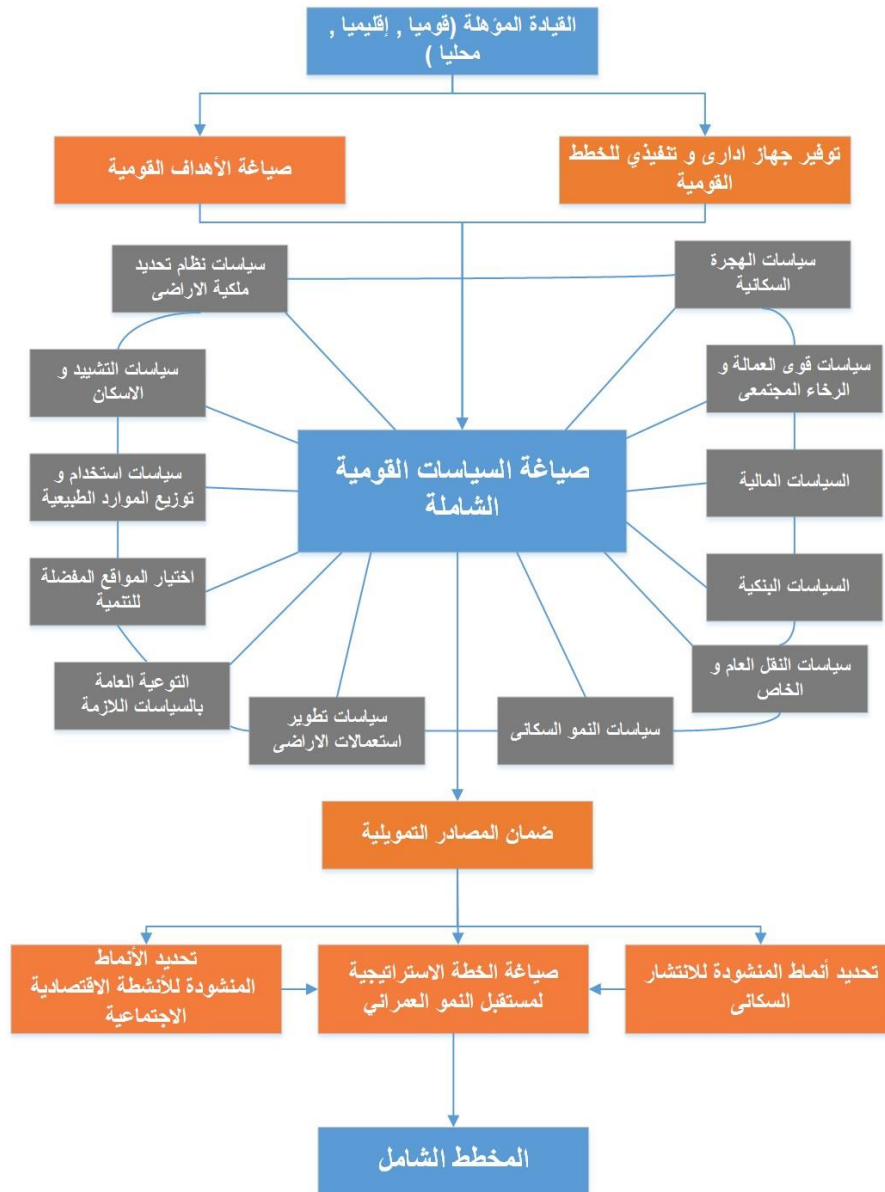 القيادة المؤهلة (قوميا , إقليميا ,
محليا )
توفير جهاز ادارى و تنفيذي للخطط
القومية
صياغة الأهداف القومية
سياسات الهجرة
السكانية
سياسات نظام تحديد
ملكية الاراضى
سياسات قوى العمالة و
الرخاء المجتمعى
سياسات التشييد و
الاسكان
صياغة السياسات القومية
الشاملة
السياسات المالية
سياسات استخدام و
توزيع الموارد الطبيعية
السياسات البنكية
اختيار المواقع المفضلة
للتنمية
سياسات النقل العام و
الخاص
التوعية العامة
بالسياسات اللازمة
سياسات النمو السكانى
سياسات تطوير
استعمالات الاراضى
ضمان المصادر التمويلية
تحديد أنماط المنشودة للانتشار
السكانى
صياغة الخطة الاستراتيجية
لمستقبل النمو العمراني
تحديد الأنماط
المنشودة للأنشطة الاقتصادية
الاجتماعية
المخطط الشامل